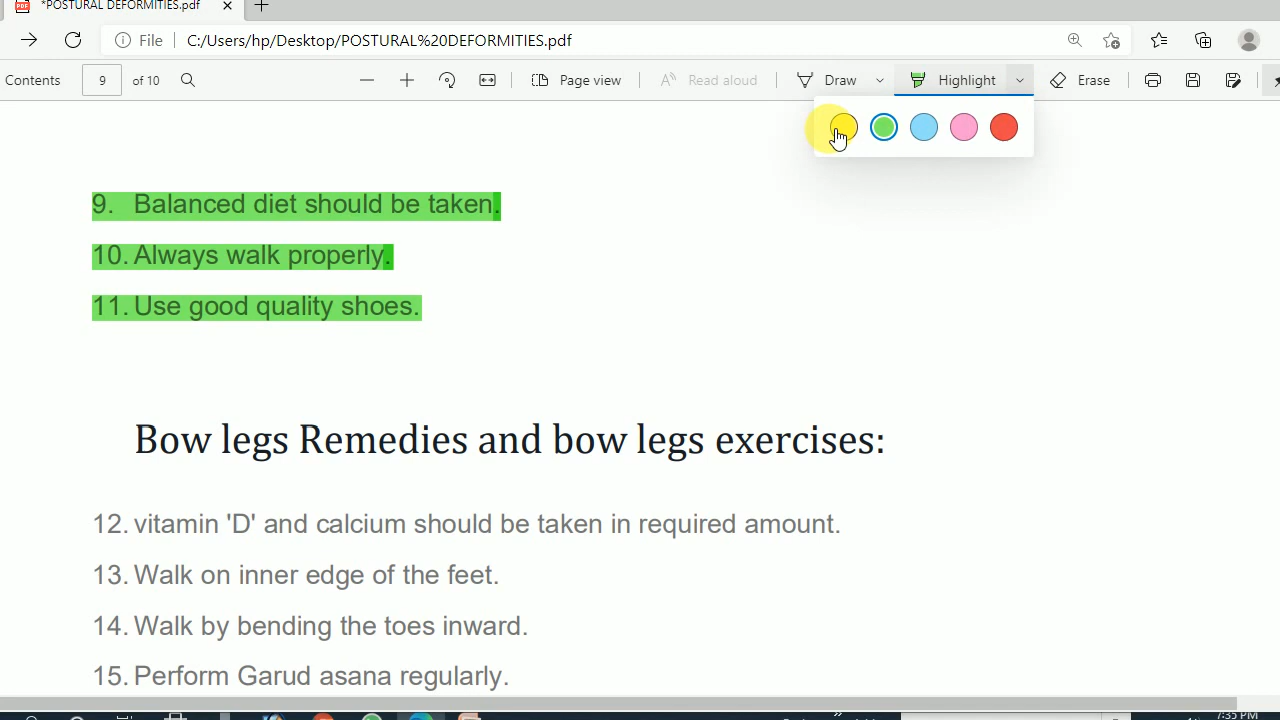 *POSTURAL DEFORMITIES.pdf
File C:/Users/hp/Desktop/POSTURAL%20DEFORMITIES.pdf
Contents 9 of 10 Page view Read aloud Draw Highlight Erase
9. Balanced diet should be taken.
10. Always walk properly.
11. Use good quality shoes.
Bow legs Remedies and bow legs exercises:
12. vitamin 'D' and calcium should be taken in required amount.
13. Walk on inner edge of the feet.
14. Walk by bending the toes inward.
15. Perform Garud asana regularly.
7:35 PM